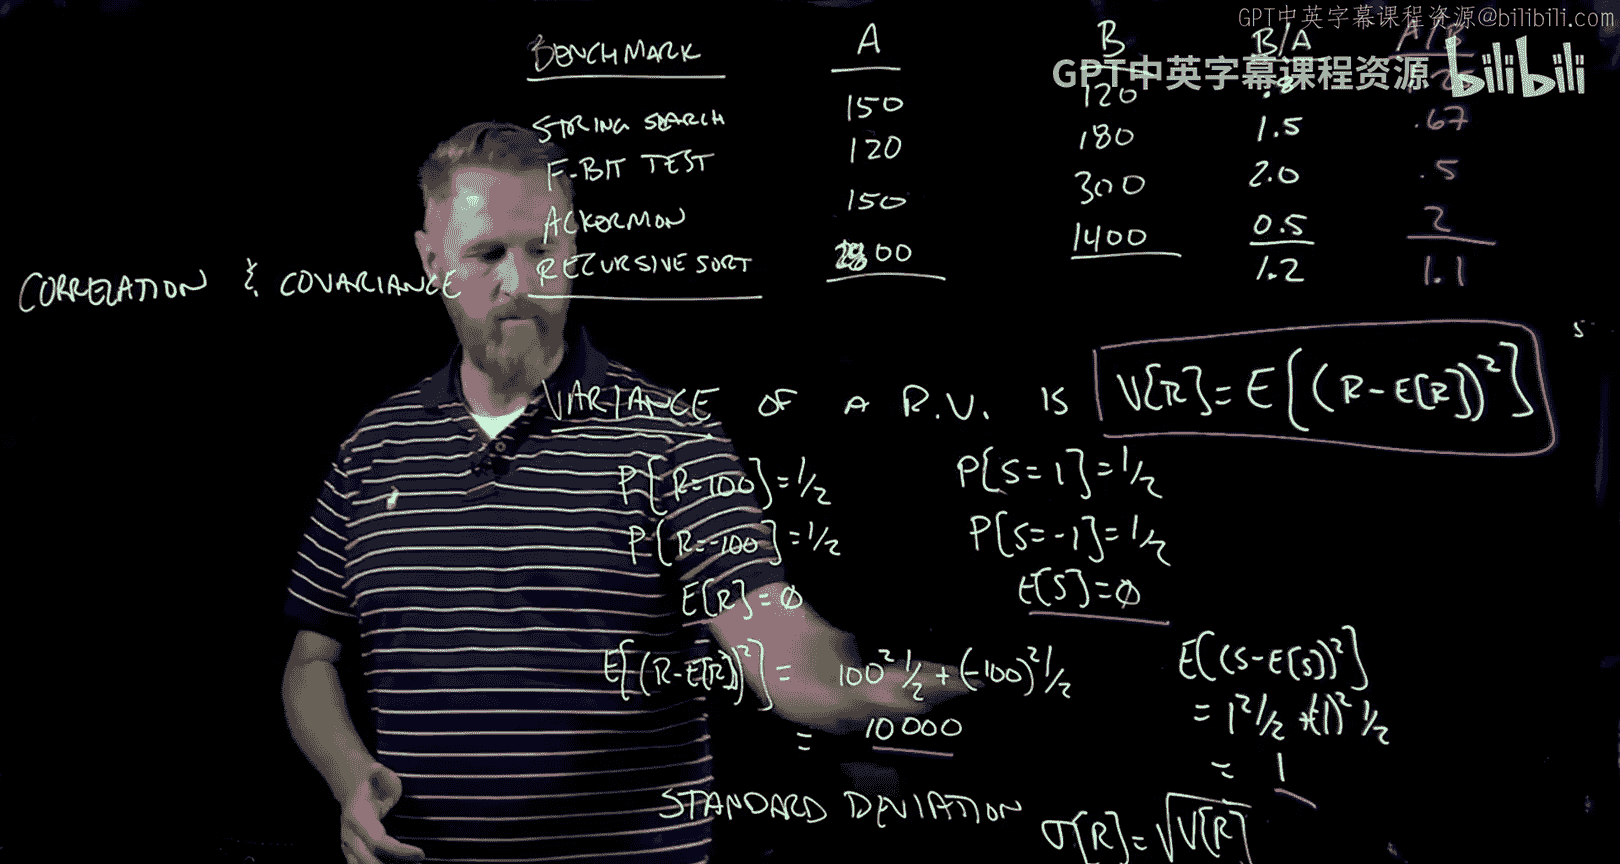 GPT中英字幕课程资源@bilibili.com
GPT中英字幕课程资源 bilibili
BENCHMARK A B B/A A/B
STRING SEARCH 150 120 .8
F-BIT TEST 120 180 1.5 .67
ACKERMON 150 300 2.0 .5
RECURSIVE SORT 00 1400 0.5 2
1.2 1.1
CORRELATION & COVARIANCE
VARIANCE OF A R.V. IS V[R]=E[(R-E[R])²]
P[R=100]=1/2 P[S=1]=1/2
P[R=-100]=1/2 P[S=-1]=1/2
E[R]=0 E[S]=0
E[(R-E[R])²] = 100² 1/2 + (-100)² 1/2
= 10000
E[(S-E[S])²]
= 1² 1/2 + (-1)² 1/2
= 1
STANDARD DEVIATION σ[R]=√V[R]